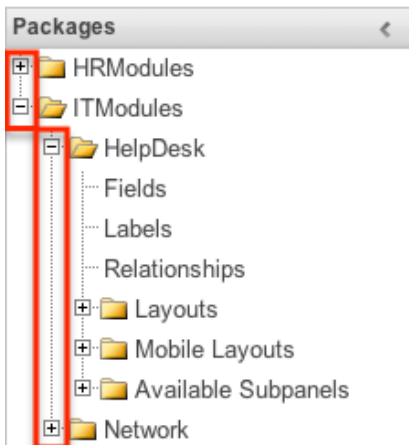 Packages
HRModules
ITModules
HelpDesk
Fields
Labels
Relationships
Layouts
Mobile Layouts
Available Subpanels
Network